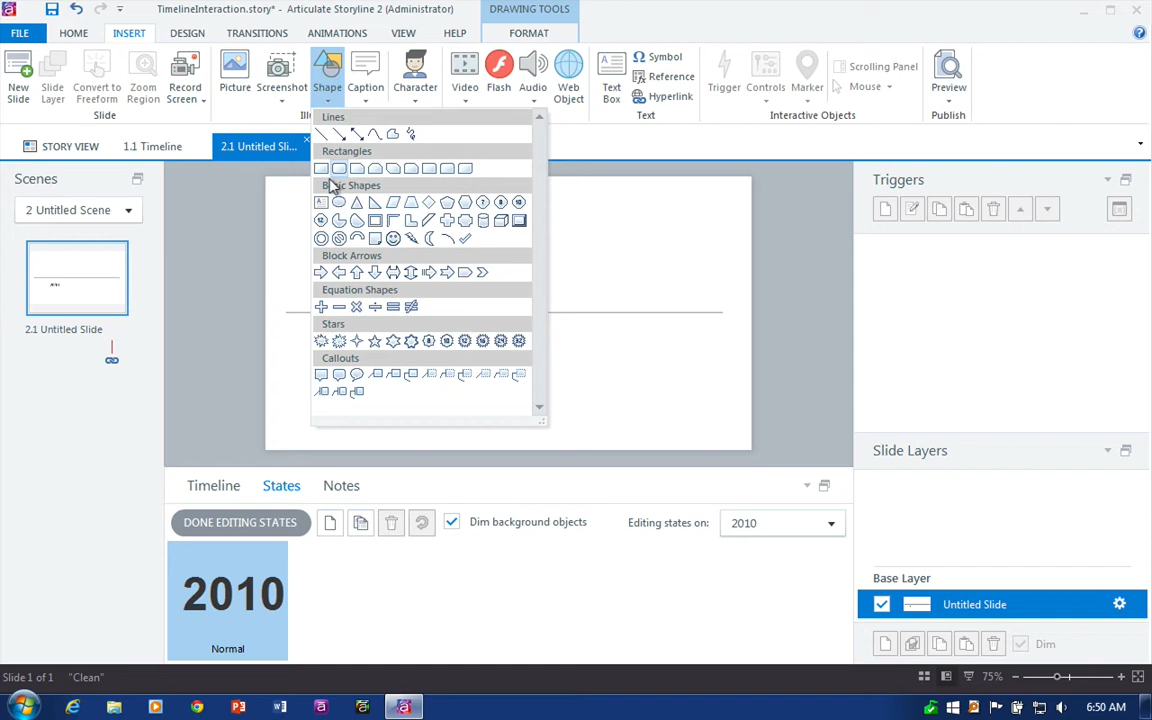 TimelineInteraction.story* - Articulate Storyline 2 (Administrator)
DRAWING TOOLS
FILE HOME INSERT DESIGN TRANSITIONS ANIMATIONS VIEW HELP FORMAT
New Slide
Slide Layer
Convert to Freeform
Zoom Region
Record Screen
Slide
Picture
Screenshot
Shape
Caption
Character
Video
Flash
Audio
Web Object
Text Box
Symbol
Reference
Hyperlink
Text
Trigger
Controls
Marker
Scrolling Panel
Mouse
Interactive Objects
Preview
Publish
STORY VIEW
1.1 Timeline
2.1 Untitled Sli...
Scenes
2 Untitled Scene
2.1 Untitled Slide
Lines
Rectangles
Basic Shapes
Block Arrows
Equation Shapes
Stars
Callouts
Triggers
Slide Layers
Base Layer
Untitled Slide
Dim
Timeline States Notes
DONE EDITING STATES
Dim background objects
Editing states on:
2010
2010
Normal
Slide 1 of 1 "Clean"
75%
6:50 AM